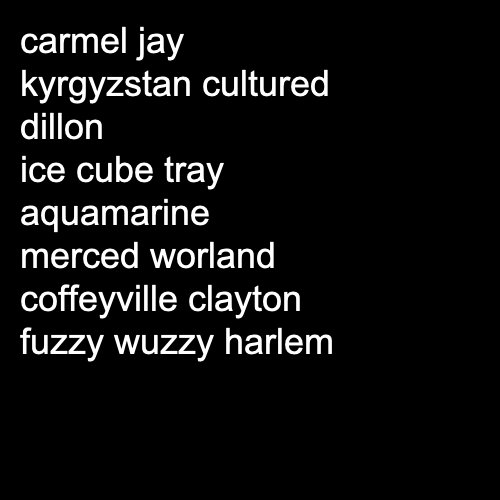 carmel jay
kyrgyzstan cultured
dillon
ice cube tray
aquamarine
merced worland
coffeyville clayton
fuzzy wuzzy harlem